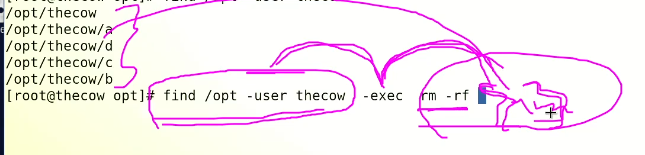 /opt/thecow
/opt/thecow/a
/opt/thecow/d
/opt/thecow/c
/opt/thecow/b
[root@thecow opt]# find /opt -user thecow -exec rm -rf